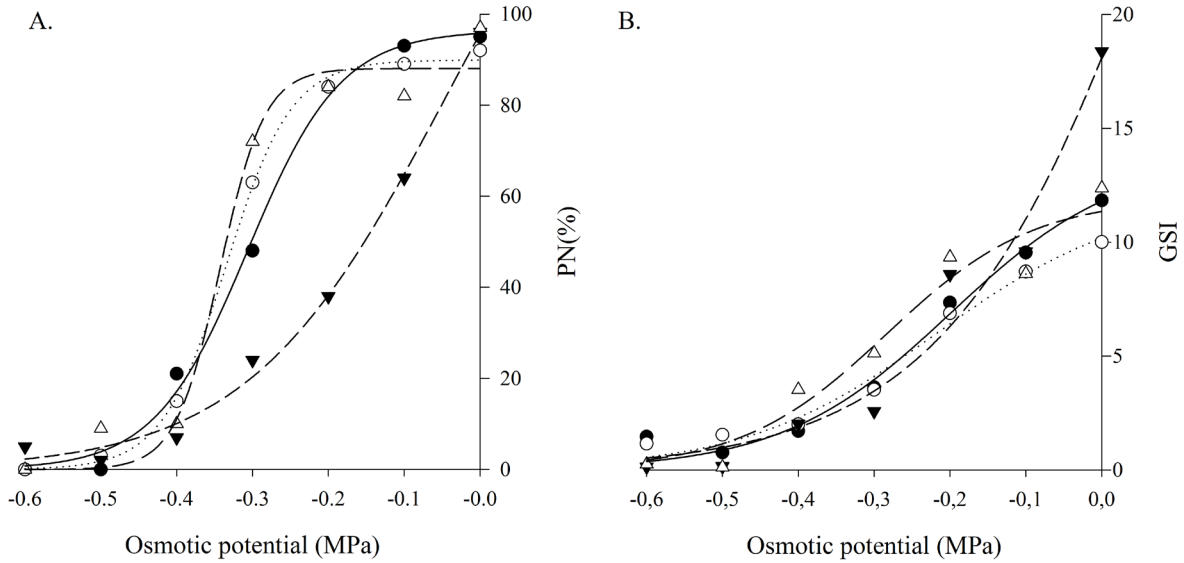 A.
100
80
60
40
20
0
PN(%)
-0.6 -0.5 -0.4 -0.3 -0.2 -0.1 -0.0
Osmotic potential (MPa)
B.
20
15
10
5
0
GSI
-0,6 -0,5 -0,4 -0,3 -0,2 -0,1 0,0
Osmotic potential (MPa)